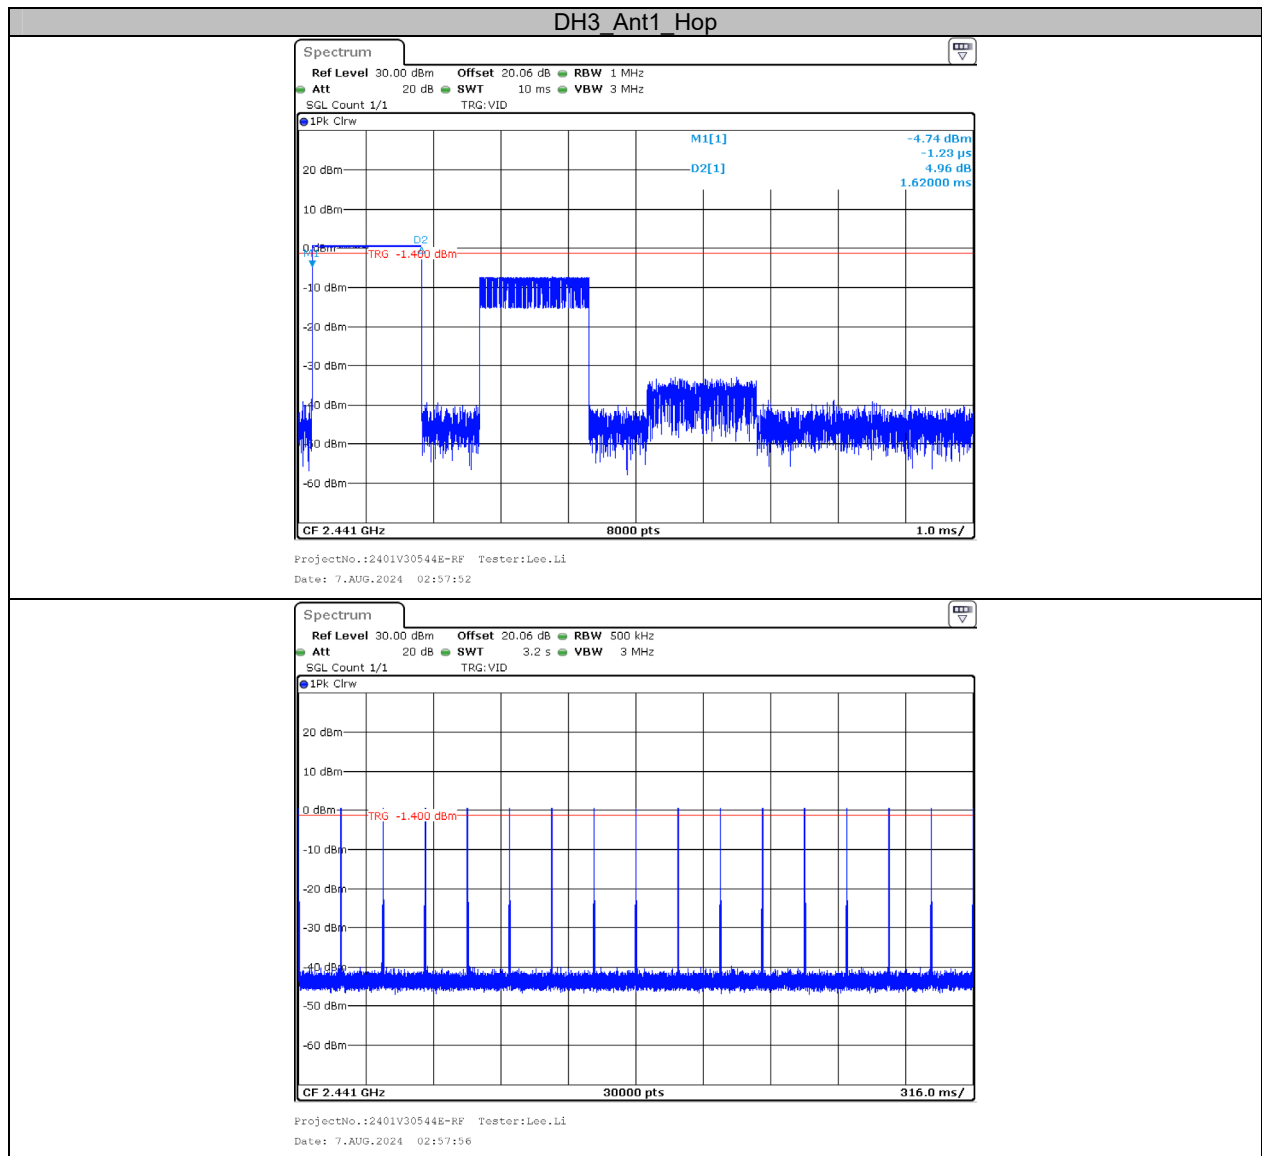 DH3_Ant1_Hop
Spectrum
Ref Level 30.00 dBm Offset 20.06 dB RBW 1 MHz
Att 20 dB SWT 10 ms VBW 3 MHz
SGL Count 1/1 TRG:VID
1Pk Clrw
M1[1] -4.74 dBm
-1.23 µs
20 dBm D2[1] 4.96 dB
1.62000 ms
10 dBm
0 dBm D2
M1 TRG -1.400 dBm
-10 dBm
-20 dBm
-30 dBm
-40 dBm
-50 dBm
-60 dBm
CF 2.441 GHz 8000 pts 1.0 ms/
ProjectNo.:2401V30544E-RF Tester:Lee.Li
Date: 7.AUG.2024 02:57:52
Spectrum
Ref Level 30.00 dBm Offset 20.06 dB RBW 500 kHz
Att 20 dB SWT 3.2 s VBW 3 MHz
SGL Count 1/1 TRG:VID
1Pk Clrw
20 dBm
10 dBm
0 dBm
TRG -1.400 dBm
-10 dBm
-20 dBm
-30 dBm
-40 dBm
-50 dBm
-60 dBm
CF 2.441 GHz 30000 pts 316.0 ms/
ProjectNo.:2401V30544E-RF Tester:Lee.Li
Date: 7.AUG.2024 02:57:56